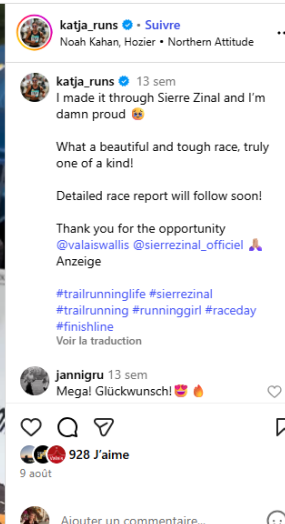 katja_runs • Suivre
Noah Kahan, Hozier • Northern Attitude
katja_runs 13 sem
I made it through Sierre Zinal and I'm
damn proud 🥹
What a beautiful and tough race, truly
one of a kind!
Detailed race report will follow soon!
Thank you for the opportunity
@valaiswallis @sierrezinal_officiel 🙏🏼
Anzeige
#trailrunninglife #sierrezinal
#trailrunning #runninggirl #raceday
#finishline
Voir la traduction
jannigru 13 sem
Mega! Glückwunsch!😍🔥
928 J'aime
9 août
Ajouter un commentaire...